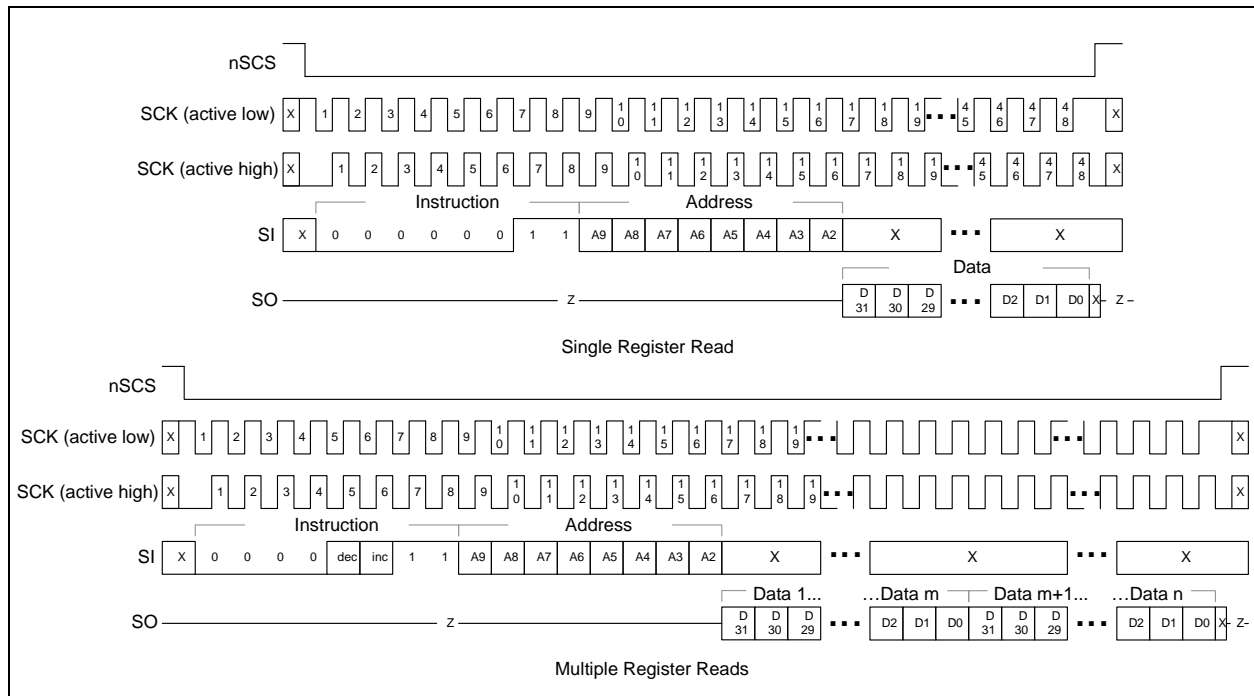 nSCS
SCK (active low) X 1 2 3 4 5 6 7 8 9 10 11 12 13 14 15 16 17 18 19 ... 45 46 47 48 X
SCK (active high) X 1 2 3 4 5 6 7 8 9 10 11 12 13 14 15 16 17 18 19 ... 45 46 47 48 X
Instruction Address
SI X 0 0 0 0 0 0 1 1 A9 A8 A7 A6 A5 A4 A3 A2 X ... X
Data
SO Z D31 D30 D29 ... D2 D1 D0 X Z
Single Register Read
nSCS
SCK (active low) X 1 2 3 4 5 6 7 8 9 10 11 12 13 14 15 16 17 18 19 ... ... X
SCK (active high) X 1 2 3 4 5 6 7 8 9 10 11 12 13 14 15 16 17 18 19 ... ... X
Instruction Address
SI X 0 0 0 0 dec inc 1 1 A9 A8 A7 A6 A5 A4 A3 A2 X ... X ... X
Data 1... ...Data m Data m+1... ...Data n
SO Z D31 D30 D29 ... D2 D1 D0 D31 D30 D29 ... D2 D1 D0 X Z
Multiple Register Reads